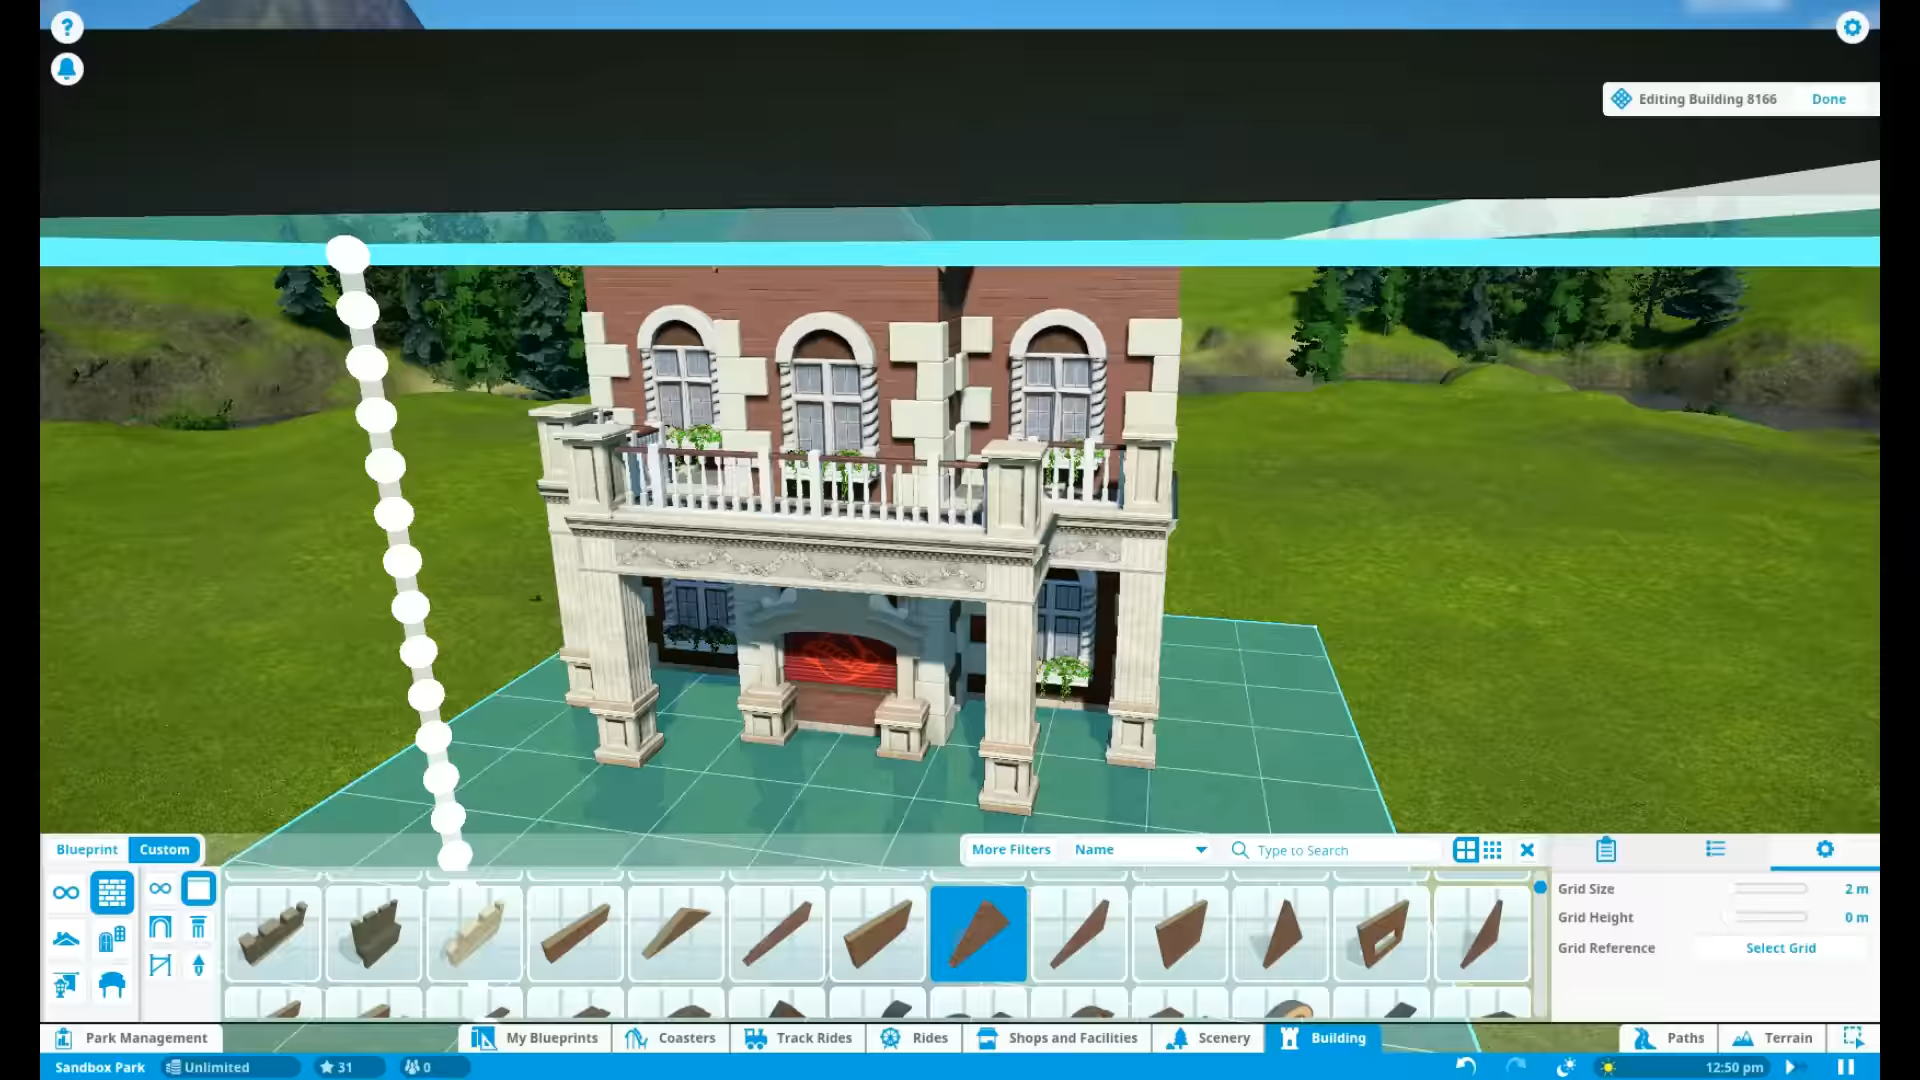 ?
Editing Building 8166 Done
Blueprint Custom
More Filters Name Type to Search
Grid Size 2 m
Grid Height 0 m
Grid Reference Select Grid
Park Management My Blueprints Coasters Track Rides Rides Shops and Facilities Scenery Building Paths Terrain
Sandbox Park Unlimited 31 0 12:50 pm